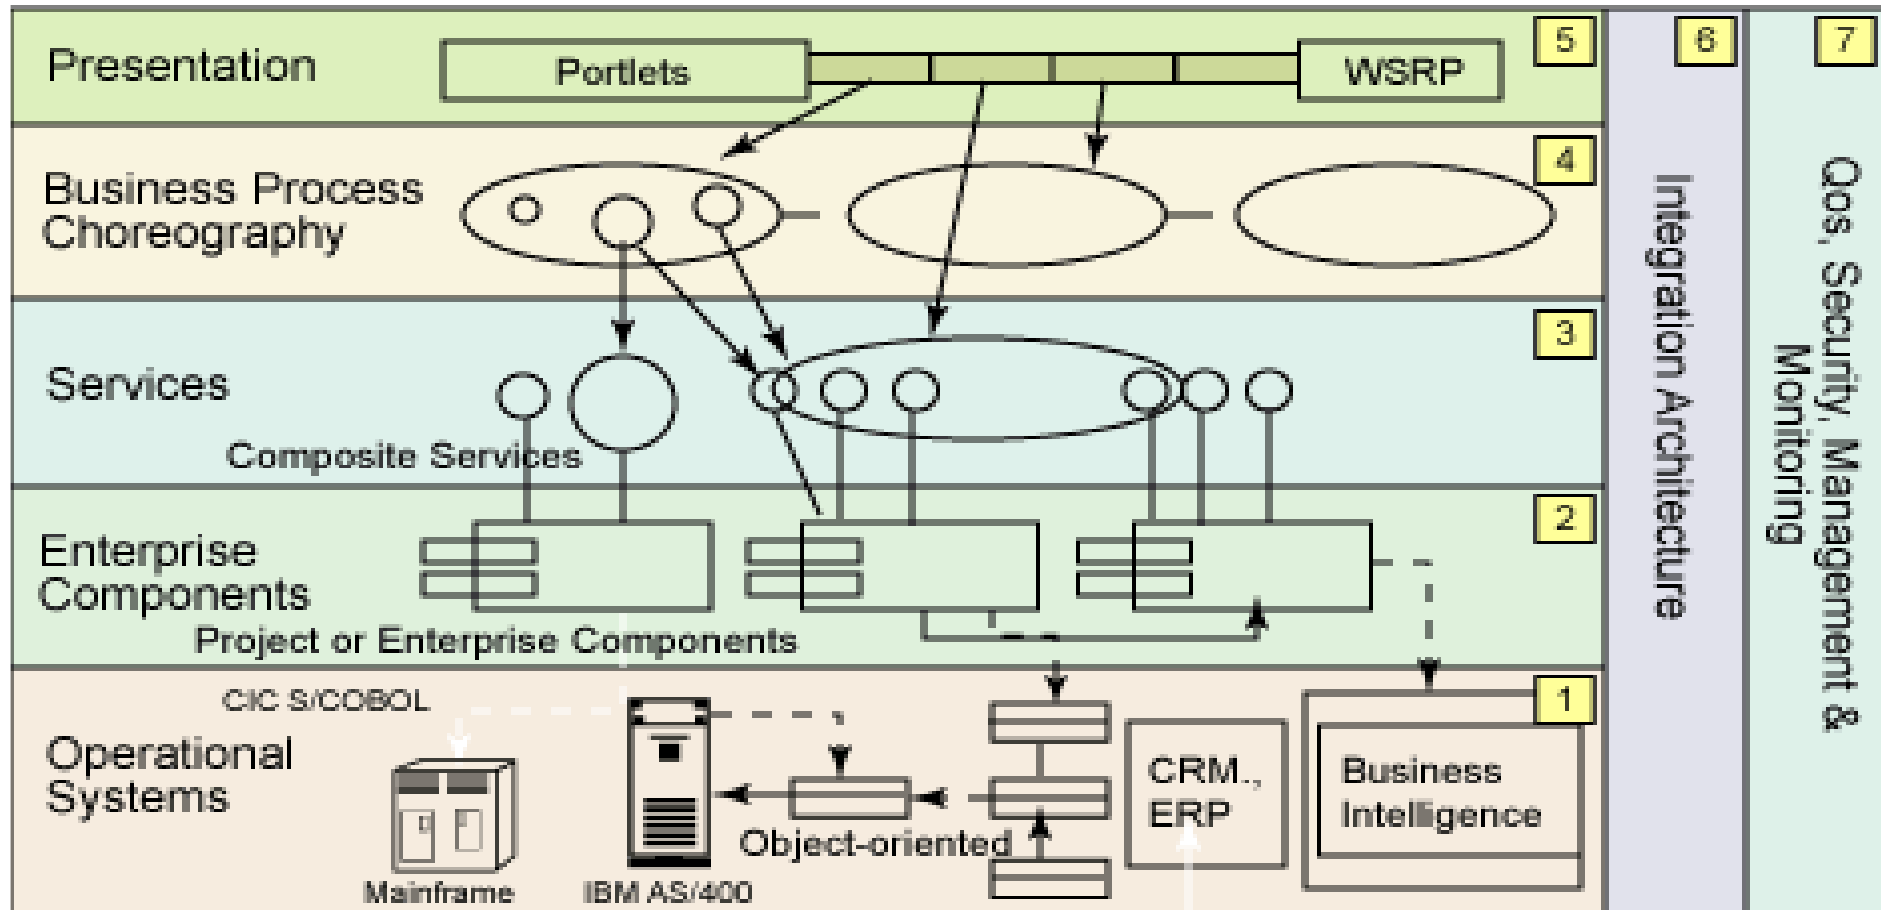 Presentation
Portlets
WSRP
5
Business Process
Choreography
4
Services
Composite Services
3
Enterprise
Components
Project or Enterprise Components
2
CIC S/COBOL
Operational
Systems
Mainframe
IBM AS/400
Object-oriented
CRM.,
ERP
Business
Intelligence
1
6
Integration Architecture
7
Qos, Security, Management &
Monitoring